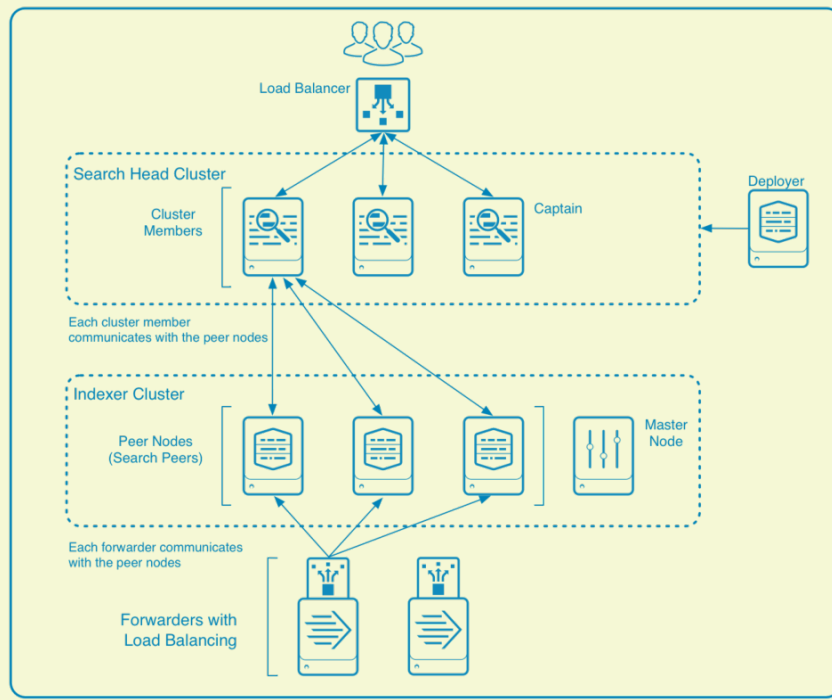 Load Balancer
Search Head Cluster
Deployer
Cluster
Members
Captain
Each cluster member
communicates with the peer nodes
Indexer Cluster
Peer Nodes
(Search Peers)
Master
Node
Each forwarder communicates
with the peer nodes
Forwarders with
Load Balancing